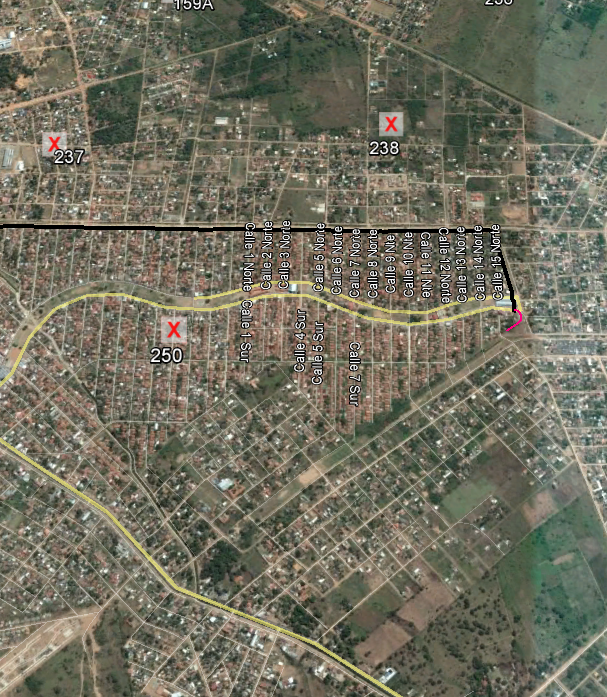 159A
X
237
X
238
Calle 1 Norte
Calle 2 Norte
Calle 3 Norte
Calle 5 Norte
Calle 6 Norte
Calle 7 Norte
Calle 8 Norte
Calle 9 Nte
Calle 10 Nte
Calle 11 Nte
Calle 12 Norte
Calle 13 Norte
Calle 14 Norte
Calle 15 Norte
X
250
Calle 1 Sur
Calle 4 Sur
Calle 5 Sur
Calle 7 Sur